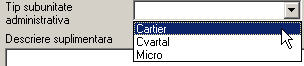 Tip subunitate
administrativa
Cartier
Descriere suplimentara
Cvartal
Micro